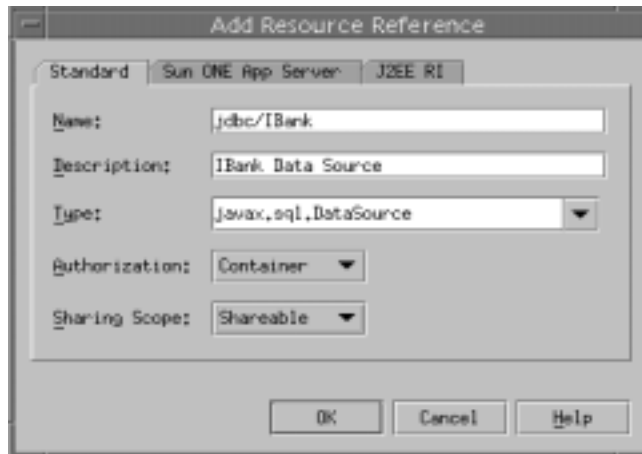 Add Resource Reference
Standard Sun ONE App Server J2EE RI
Name: jdbc/IBank
Description: IBank Data Source
Type: javax.sql.DataSource
Authorization: Container
Sharing Scope: Shareable
OK Cancel Help